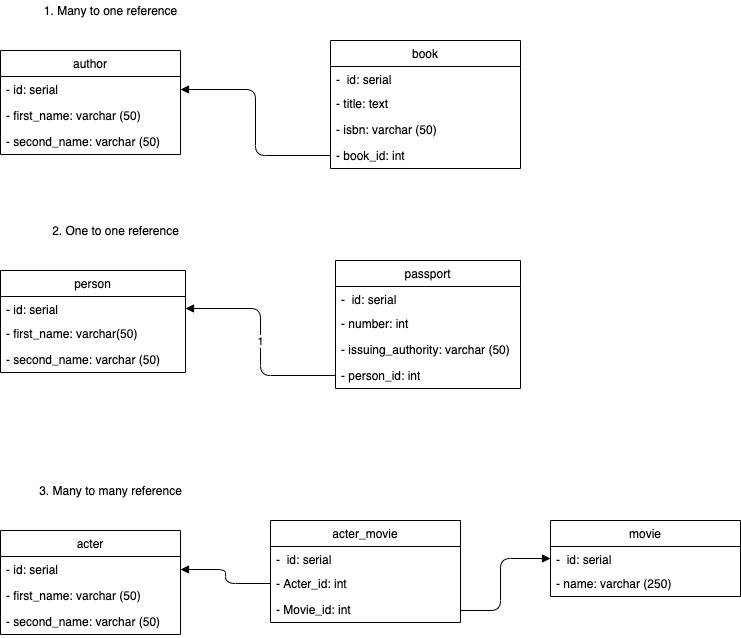 1. Many to one reference
author
- id: serial
- first_name: varchar (50)
- second_name: varchar (50)
book
-  id: serial
- title: text
- isbn: varchar (50)
- book_id: int
2. One to one reference
person
- id: serial
- first_name: varchar(50)
- second_name: varchar (50)
1
passport
-  id: serial
- number: int
- issuing_authority: varchar (50)
- person_id: int
3. Many to many reference
acter
- id: serial
- first_name: varchar (50)
- second_name: varchar (50)
acter_movie
-  id: serial
- Acter_id: int
- Movie_id: int
movie
-  id: serial
- name: varchar (250)